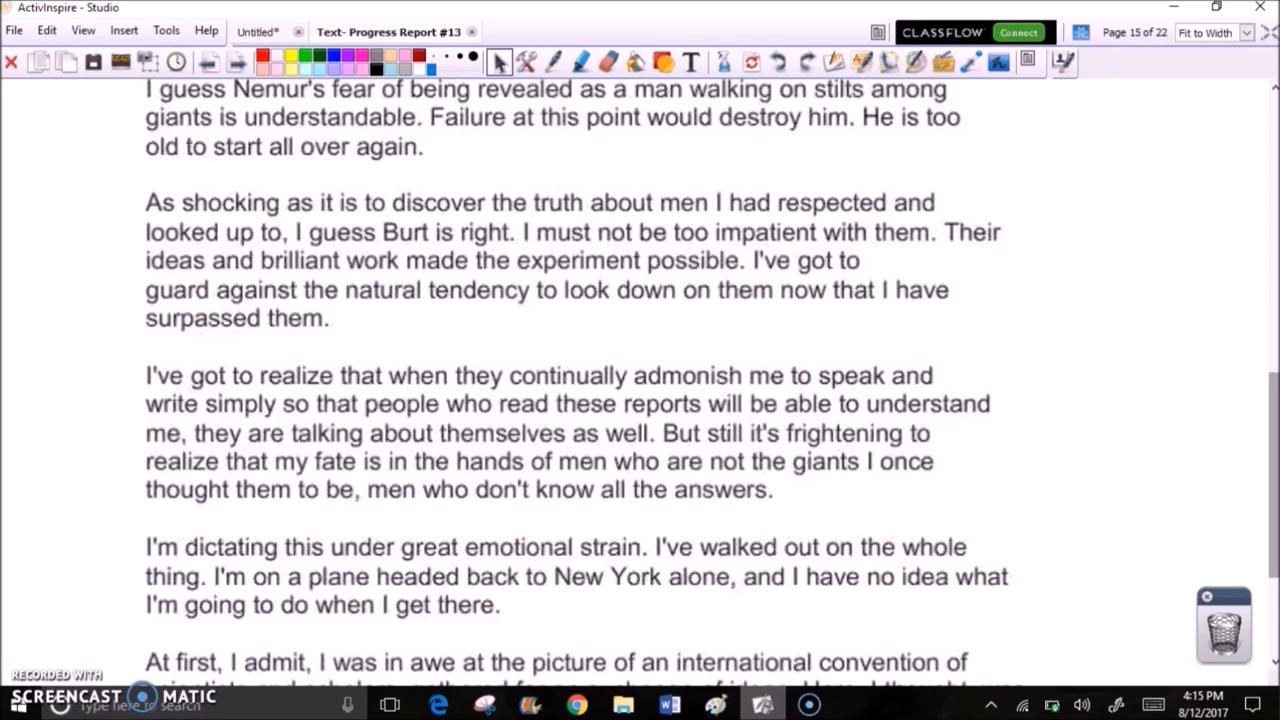 ActivInspire - Studio
File Edit View Insert Tools Help Untitled* Text- Progress Report #13 CLASSFLOW Connect Page 15 of 22 Fit to Width
I guess Nemur's fear of being revealed as a man walking on stilts among
giants is understandable. Failure at this point would destroy him. He is too
old to start all over again.
As shocking as it is to discover the truth about men I had respected and
looked up to, I guess Burt is right. I must not be too impatient with them. Their
ideas and brilliant work made the experiment possible. I've got to
guard against the natural tendency to look down on them now that I have
surpassed them.
I've got to realize that when they continually admonish me to speak and
write simply so that people who read these reports will be able to understand
me, they are talking about themselves as well. But still it's frightening to
realize that my fate is in the hands of men who are not the giants I once
thought them to be, men who don't know all the answers.
I'm dictating this under great emotional strain. I've walked out on the whole
thing. I'm on a plane headed back to New York alone, and I have no idea what
I'm going to do when I get there.
At first, I admit, I was in awe at the picture of an international convention of
RECORDED WITH
SCREENCAST MATIC
Type here to search
4:15 PM
8/12/2017